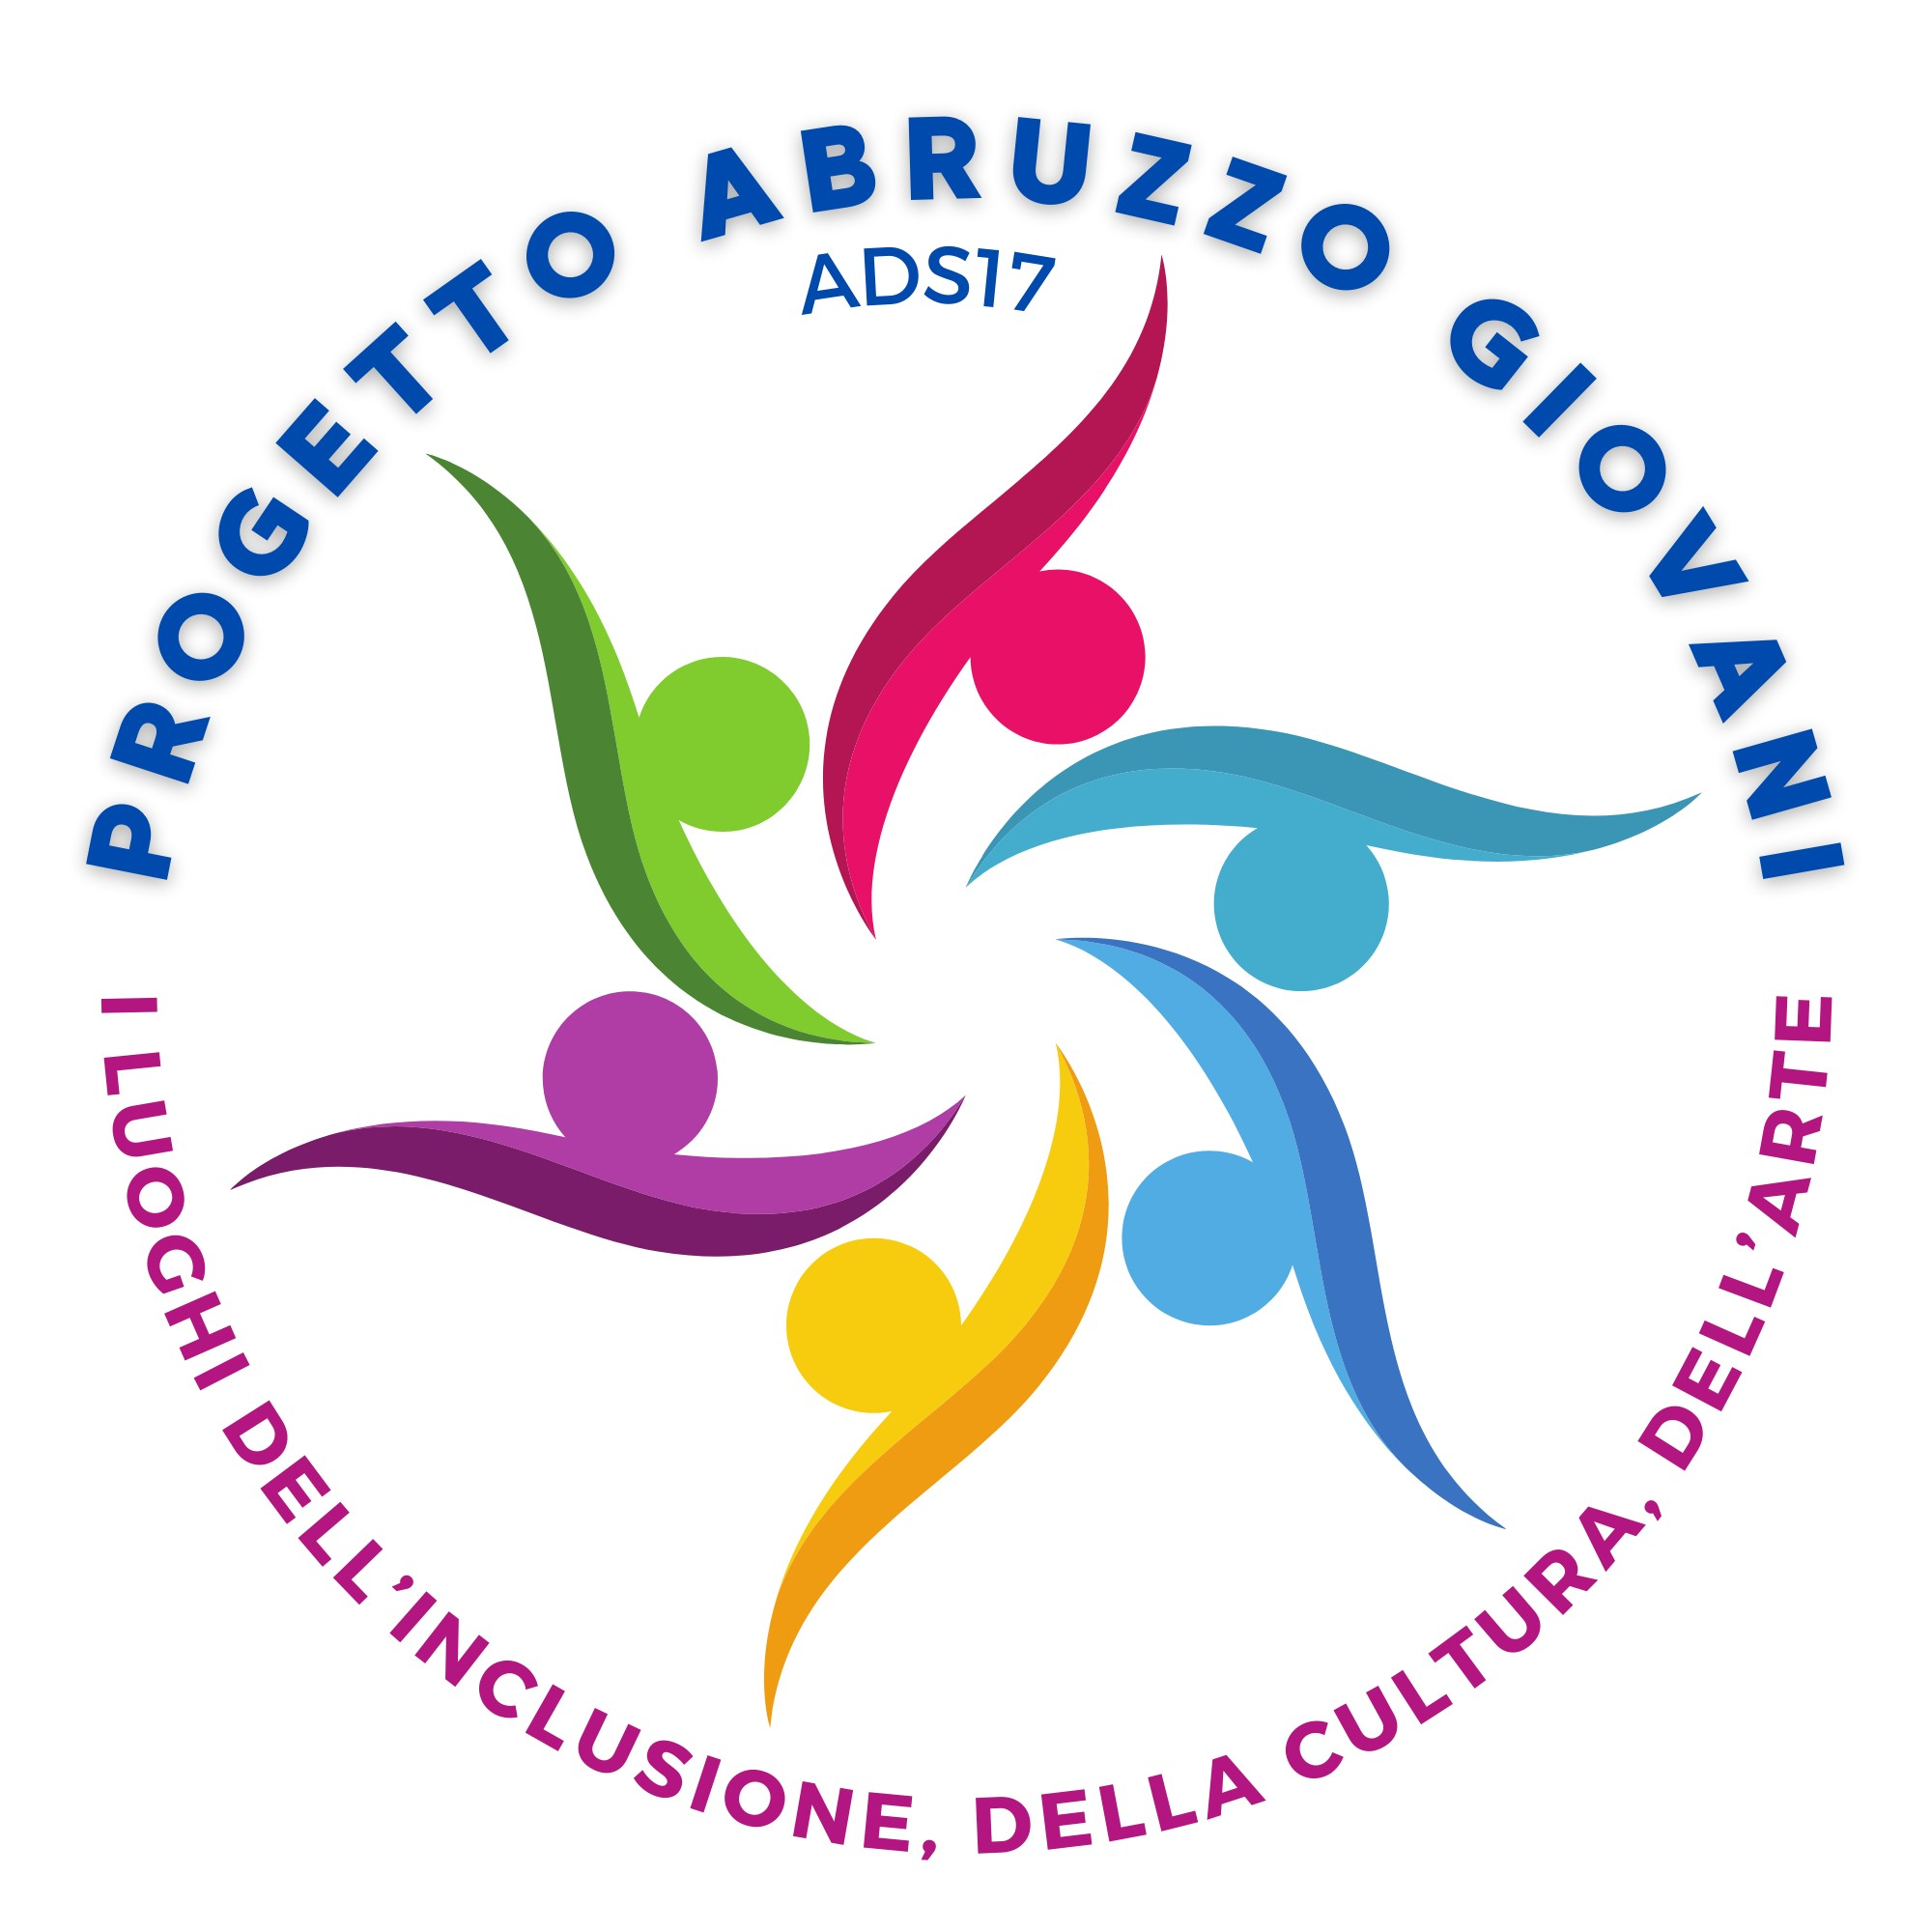 PROGETTO ABRUZZO GIOVANI
ADS17
I LUOGHI DELL'INCLUSIONE, DELLA CULTURA, DELL'ARTE